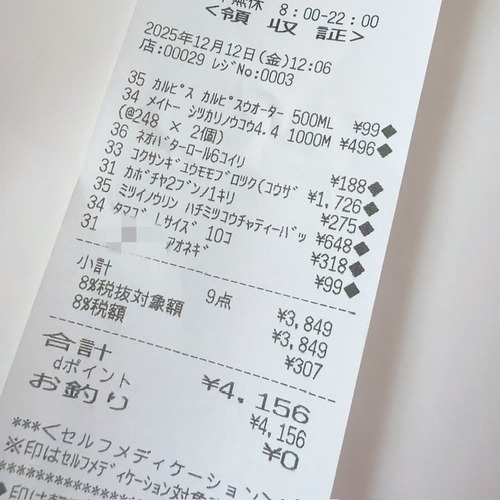 無休 8:00-22:00
<領収証>
2025年12月12日(金)12:06
店:00029 レジNo:0003
35 カルピス カルピスウオーター 500ML ¥99◆
34 メイトー シツカリノウコウ4.4 1000M ¥496◆
(@248 × 2個)
36 ネオバターロール6コイリ ¥188◆
33 コクサンギユウモモブロツク(コウザ ¥1,726◆
31 カボチヤ2ブンノ1キリ ¥275◆
35 ミツイノウリン ハチミツコウチヤテイーバツ ¥648◆
34 タマゴ Lサイズ 10コ ¥318◆
31 アオネギ ¥99◆
小計 9点 ¥3,849
8%税抜対象額 ¥3,849
8%税額 ¥307
合計 ¥4,156
dポイント ¥4,156
お釣り ¥0
***<セルフメディケーション
※印はセルフメディケーション対象
******************
◆印は